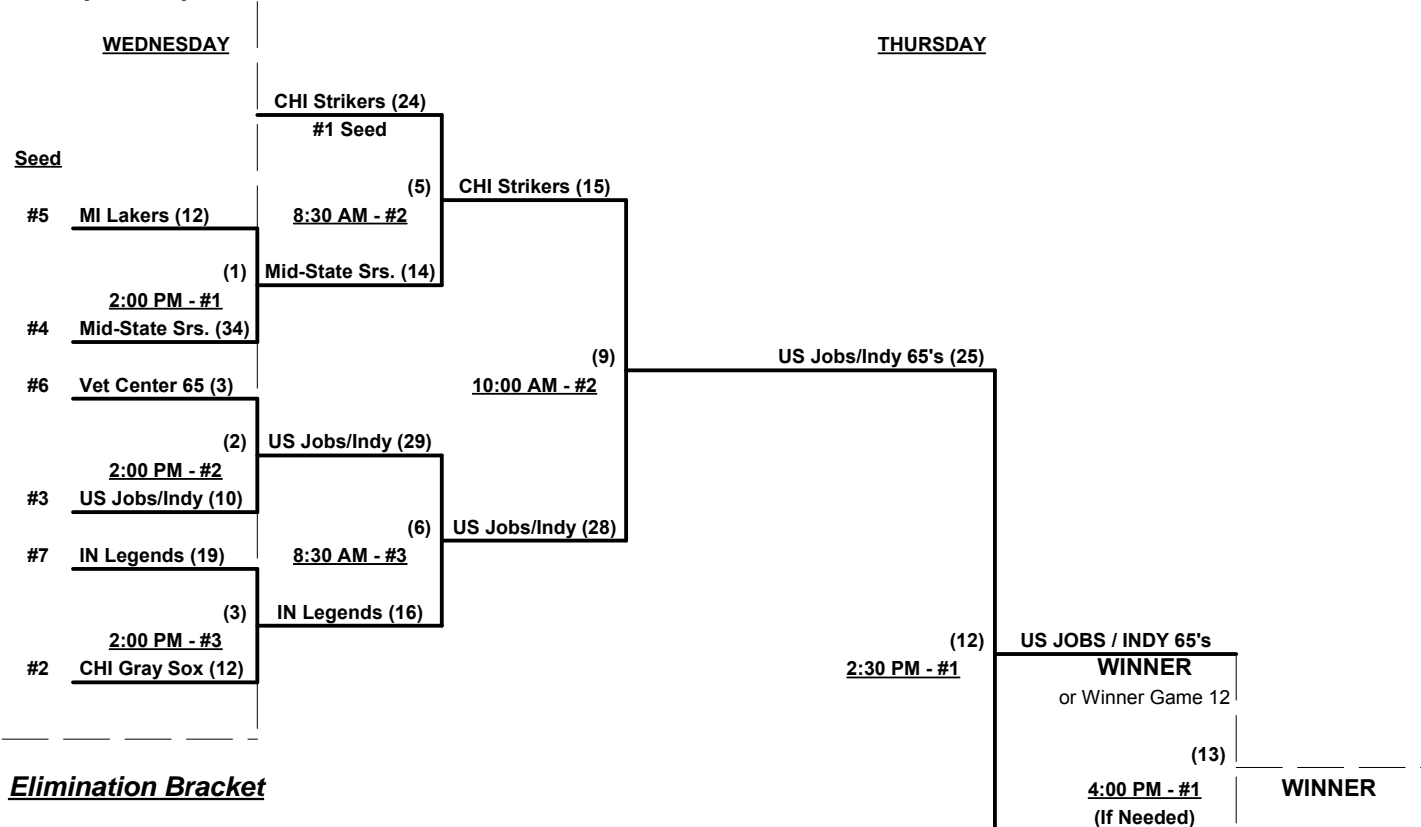 WEDNESDAY
THURSDAY
CHI Strikers (24)
#1 Seed
Seed
(5)
CHI Strikers (15)
#5
MI Lakers (12)
8:30 AM - #2
(1)
Mid-State Srs. (14)
2:00 PM - #1
#4
Mid-State Srs. (34)
(9)
US Jobs/Indy 65's (25)
#6
Vet Center 65 (3)
10:00 AM - #2
(2)
US Jobs/Indy (29)
2:00 PM - #2
#3
US Jobs/Indy (10)
(6)
US Jobs/Indy (28)
#7
IN Legends (19)
8:30 AM - #3
(3)
IN Legends (16)
2:00 PM - #3
(12)
US JOBS / INDY 65's
#2
CHI Gray Sox (12)
2:30 PM - #1
WINNER
or Winner Game 12
(13)
Elimination Bracket
4:00 PM - #1
WINNER
(If Needed)